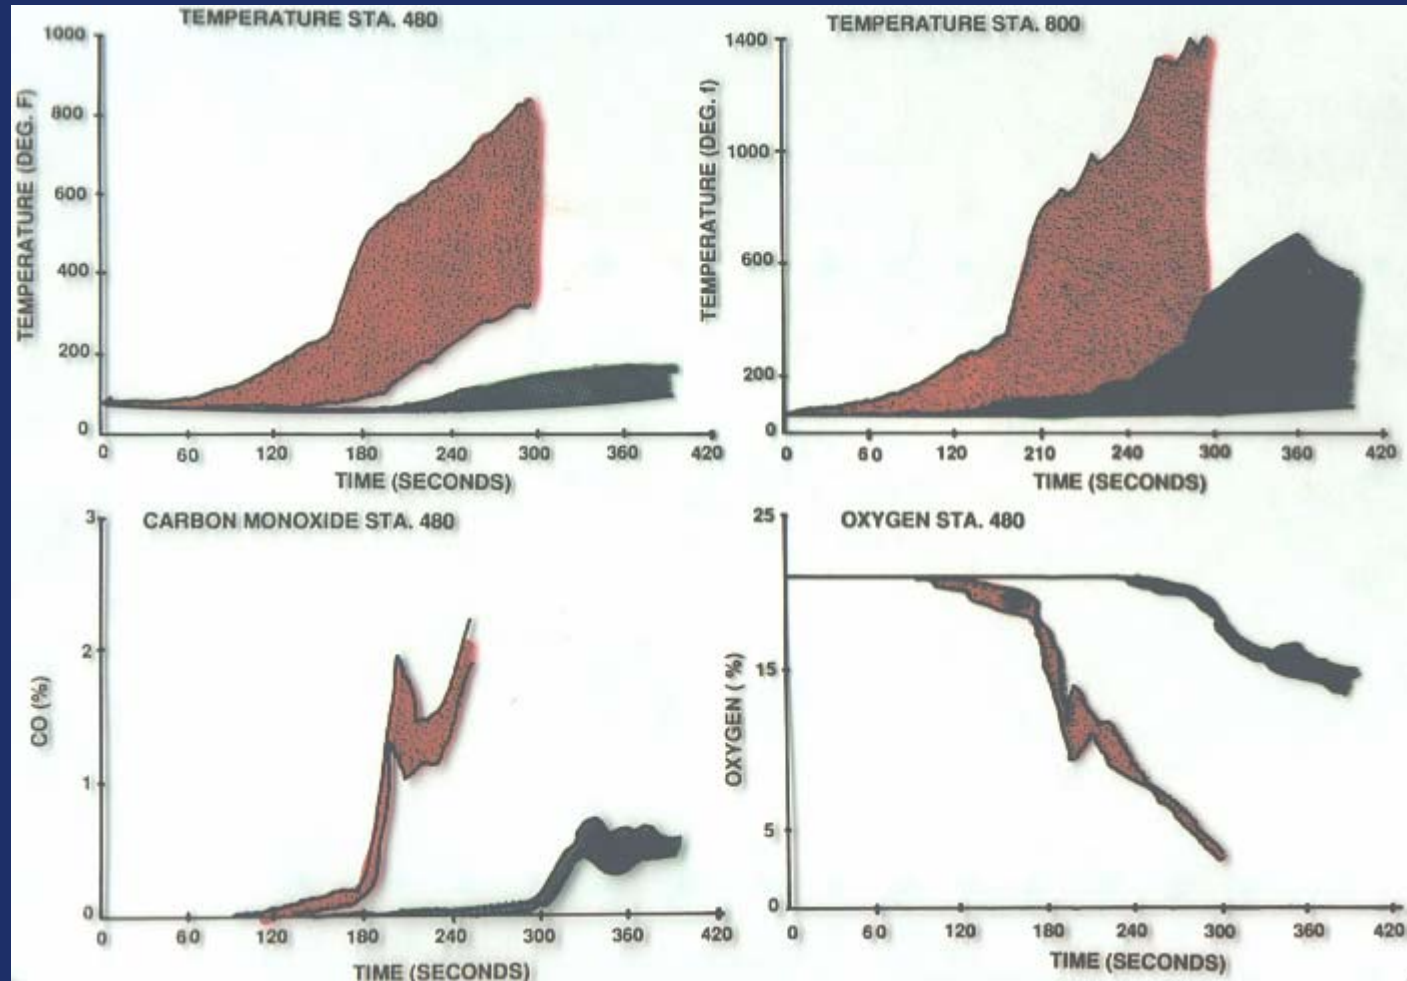 TEMPERATURE STA. 480
1000
800
600
400
200
0
TEMPERATURE (DEG. F)
0 60 120 180 240 300 360 420
TIME (SECONDS)
TEMPERATURE STA. 800
1400
1000
600
200
0
TEMPERATURE (DEG. f)
0 60 120 210 240 300 360 420
TIME (SECONDS)
CARBON MONOXIDE STA. 480
3
2
1
0
CO (%)
0 60 120 180 240 300 360 420
TIME (SECONDS)
OXYGEN STA. 480
25
15
5
0
OXYGEN ( %)
0 60 120 180 240 300 360 420
TIME (SECONDS)